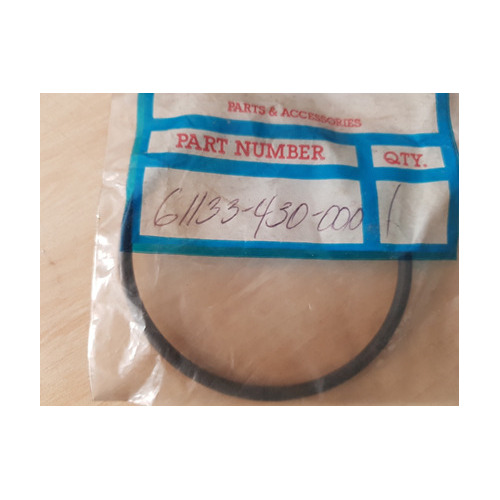 PARTS & ACCESSORIES
PART NUMBER QTY.
61133-430-000 1